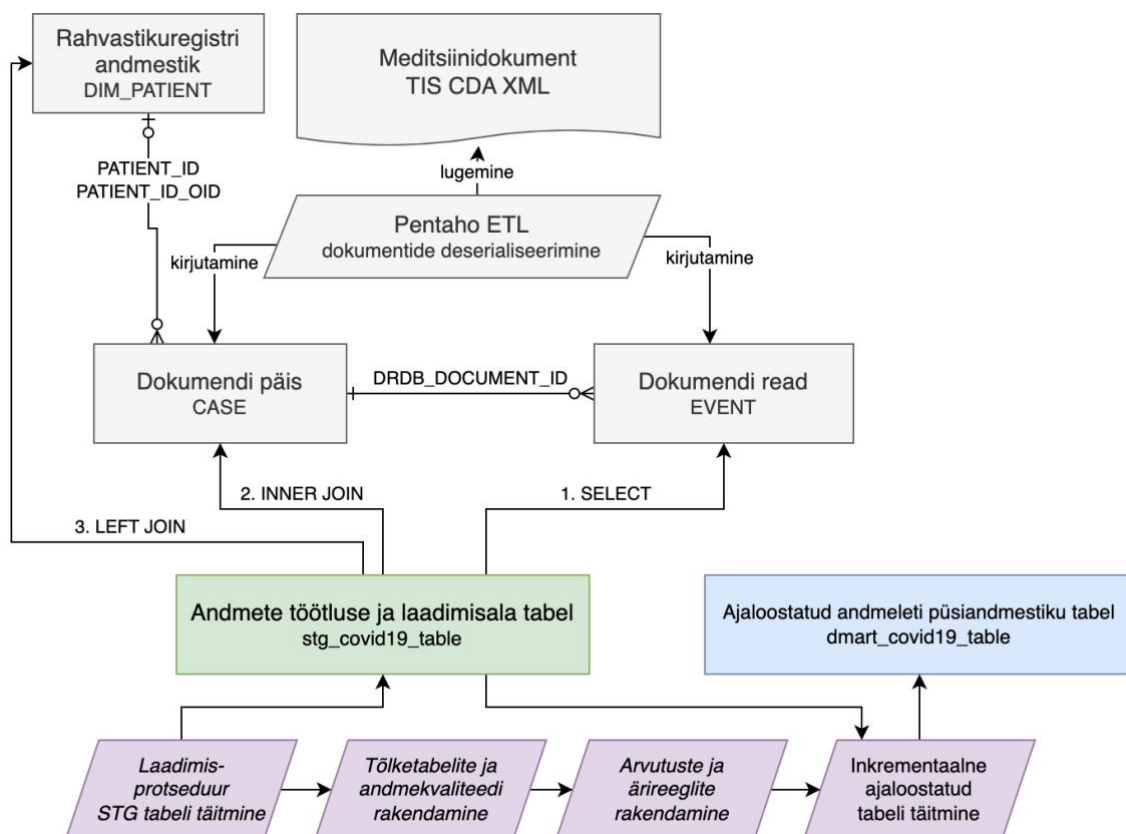 Rahvastikuregistri
andmestik
DIM_PATIENT
Meditsiinidokument
TIS CDA XML
lugemine
PATIENT_ID
PATIENT_ID_OID
Pentaho ETL
dokumentide deserialiseerimine
kirjutamine
kirjutamine
Dokumendi päis
CASE
DRDB_DOCUMENT_ID
Dokumendi read
EVENT
2. INNER JOIN
1. SELECT
3. LEFT JOIN
Andmete töötluse ja laadimisala tabel
stg_covid19_table
Ajaloostatud andmeleti püsiandmestiku tabel
dmart_covid19_table
Laadimis-
protseduur
STG tabeli täitmine
Tõlketabelite ja
andmekvaliteedi
rakendamine
Arvutuste ja
ärireeglite
rakendamine
Inkrementaalne
ajaloostatud
tabeli täitmine